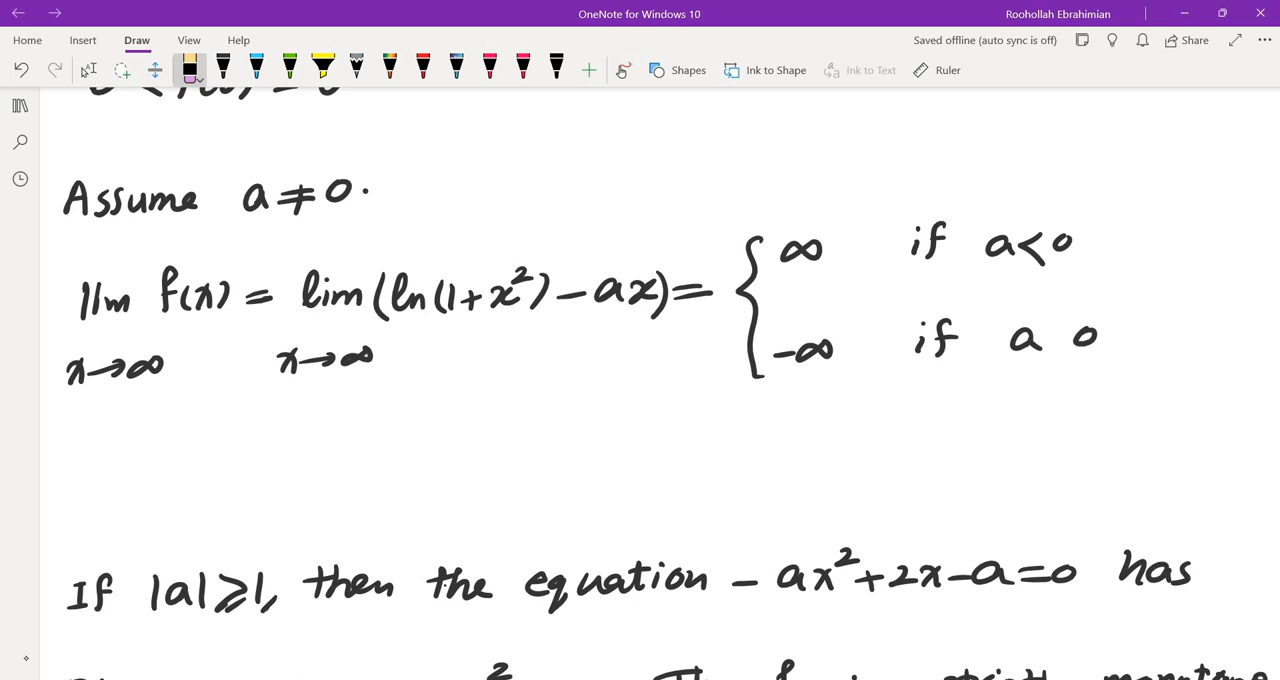 OneNote for Windows 10
Roohollah Ebrahimian
Home Insert Draw View Help
Saved offline (auto sync is off) Share
Shapes Ink to Shape Ink to Text Ruler
Assume a≠0.
lim f(x) = lim (ln(1+x²) – ax) = { ∞ if a<0
-∞ if a 0
x→∞ x→∞
If |a|⩾1, then the equation –ax²+2x–a=0 has